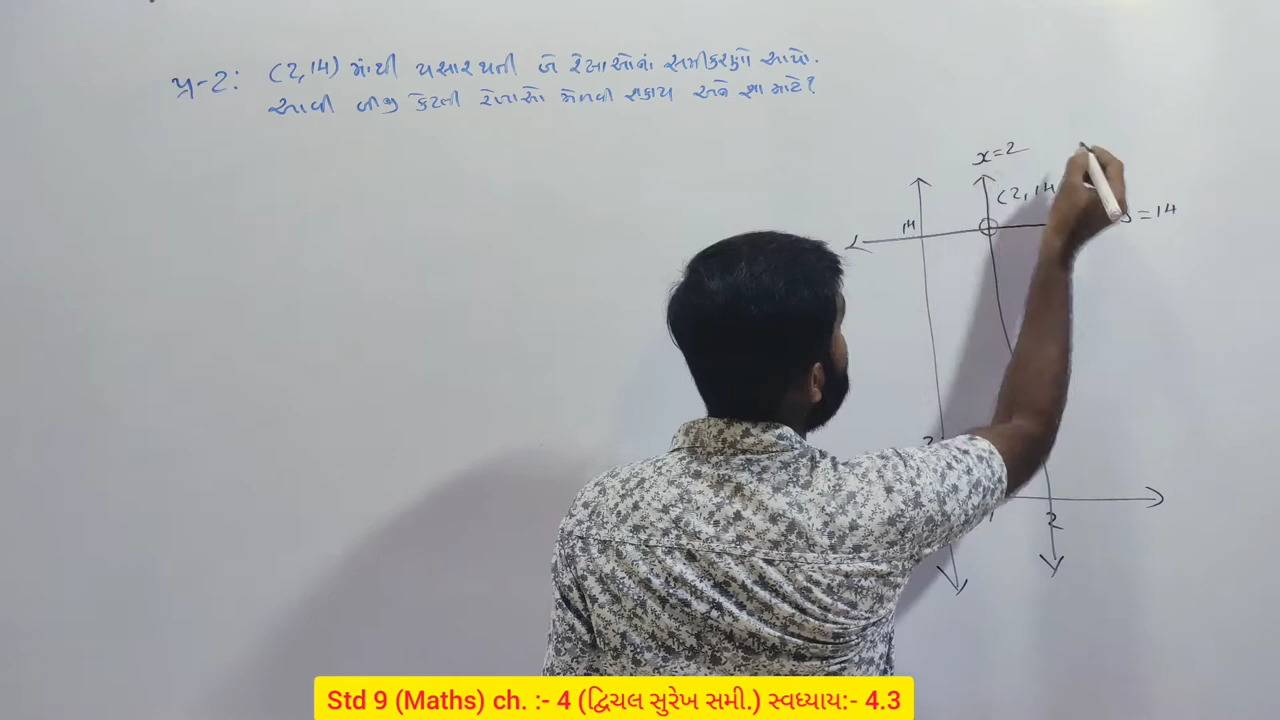 પ્ર-2: (2,14) માંથી પસાર થતી બે રેખાઓનાં સમીકરણો આપો.
આવી બીજી કેટલી રેખાઓ મેળવી શકાય અને શા માટે?
x=2
(2,14
14
=14
2
2
Std 9 (Maths) ch. :- 4 (દ્વિચલ સુરેખ સમી.) સ્વધ્યાય:- 4.3